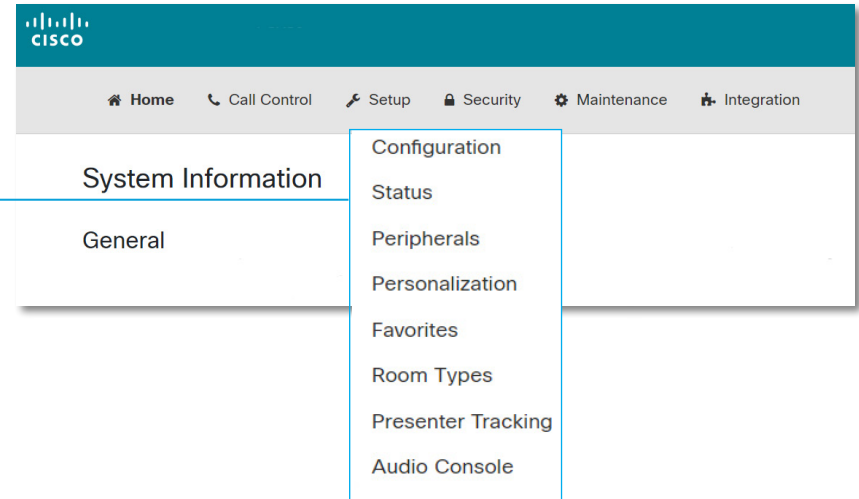 CISCO
Home Call Control Setup Security Maintenance Integration
System Information
General
Configuration
Status
Peripherals
Personalization
Favorites
Room Types
Presenter Tracking
Audio Console